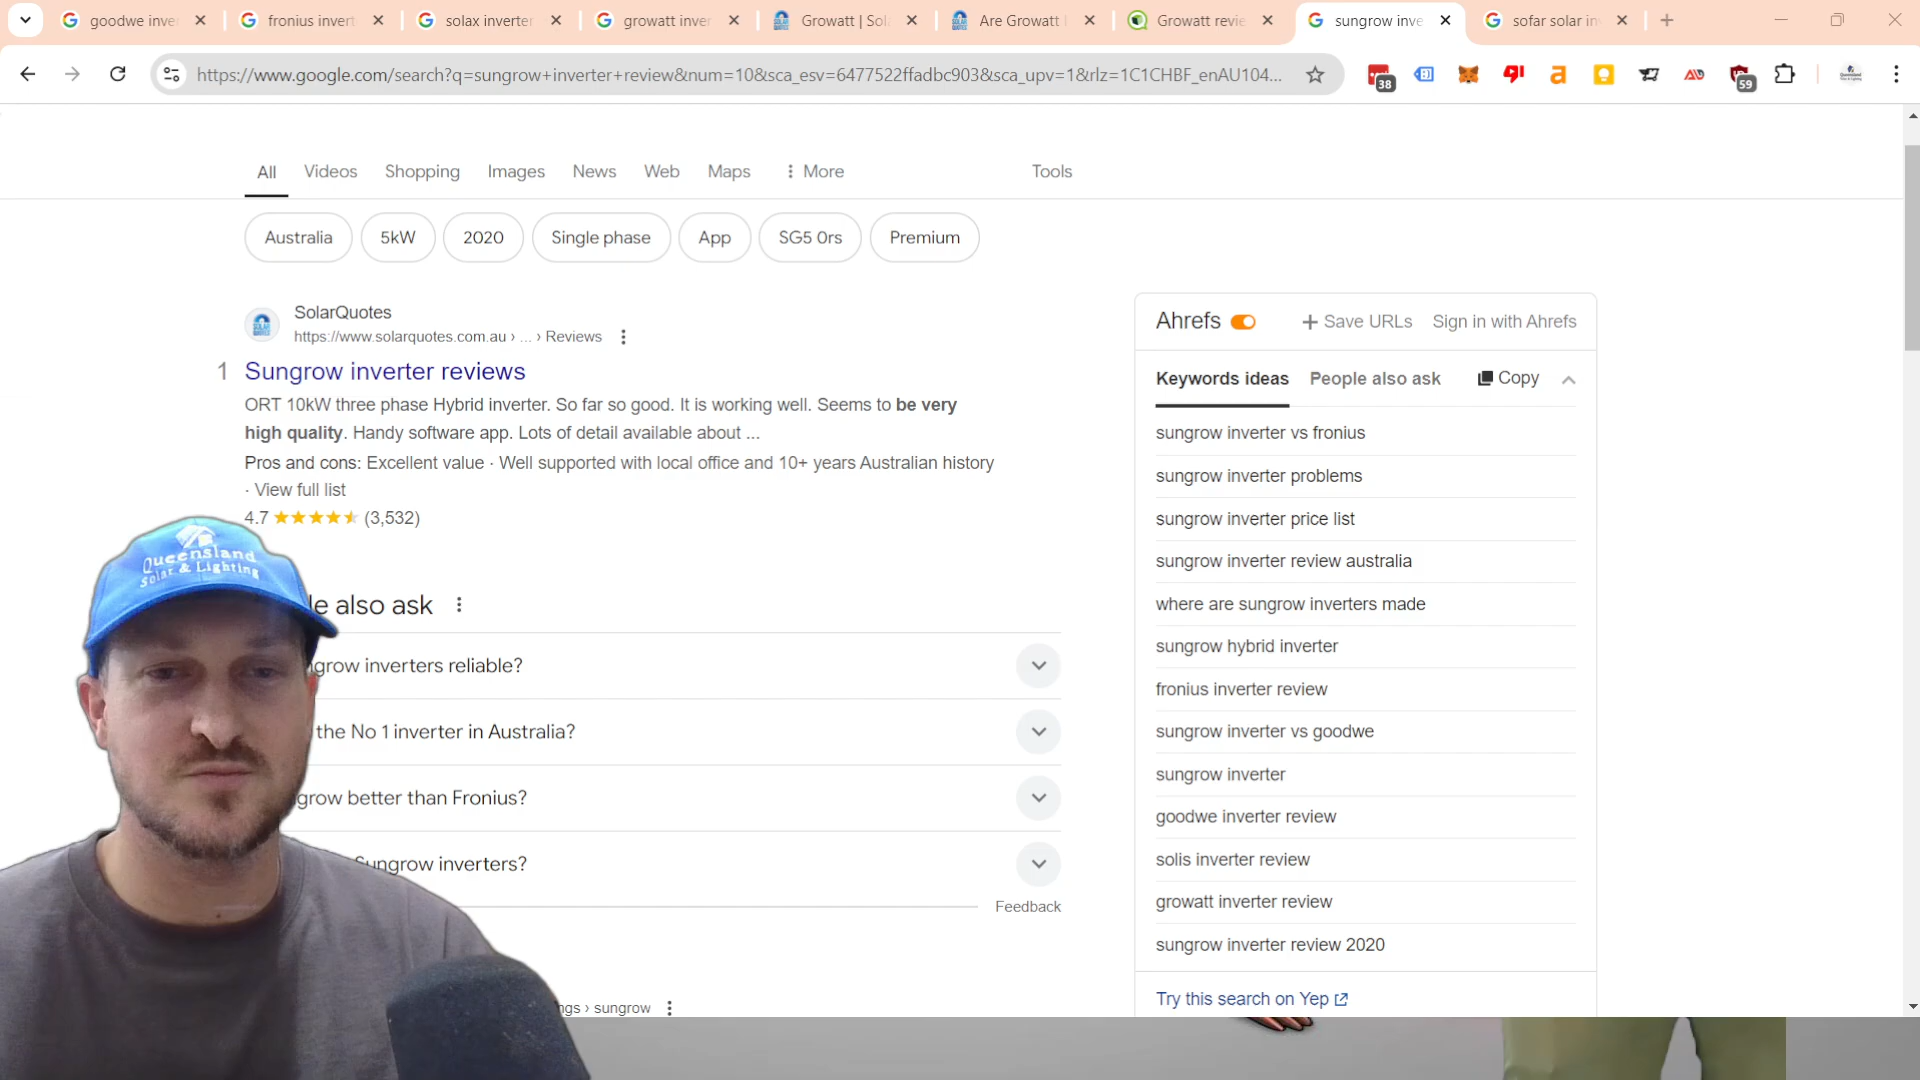 goodwe inver
fronius invert
solax inverter
growatt inver
Growatt | Sol
Are Growatt
Growatt revie
sungrow inve
sofar solar in
https://www.google.com/search?q=sungrow+inverter+review&num=10&sca_esv=6477522ffadbc903&sca_upv=1&rlz=1C1CHBF_enAU104...
38
59
All
Videos
Shopping
Images
News
Web
Maps
More
Tools
Australia
5kW
2020
Single phase
App
SG5 0rs
Premium
SolarQuotes
https://www.solarquotes.com.au › ... › Reviews
1
Sungrow inverter reviews
ORT 10kW three phase Hybrid inverter. So far so good. It is working well. Seems to be very
high quality. Handy software app. Lots of detail available about ...
Pros and cons: Excellent value · Well supported with local office and 10+ years Australian history
· View full list
4.7 (3,532)
Queensland
Solar & Lighting
le also ask
ngrow inverters reliable?
the No 1 inverter in Australia?
grow better than Fronius?
Sungrow inverters?
Feedback
ngs › sungrow
Ahrefs
+ Save URLs
Sign in with Ahrefs
Keywords ideas
People also ask
Copy
sungrow inverter vs fronius
sungrow inverter problems
sungrow inverter price list
sungrow inverter review australia
where are sungrow inverters made
sungrow hybrid inverter
fronius inverter review
sungrow inverter vs goodwe
sungrow inverter
goodwe inverter review
solis inverter review
growatt inverter review
sungrow inverter review 2020
Try this search on Yep